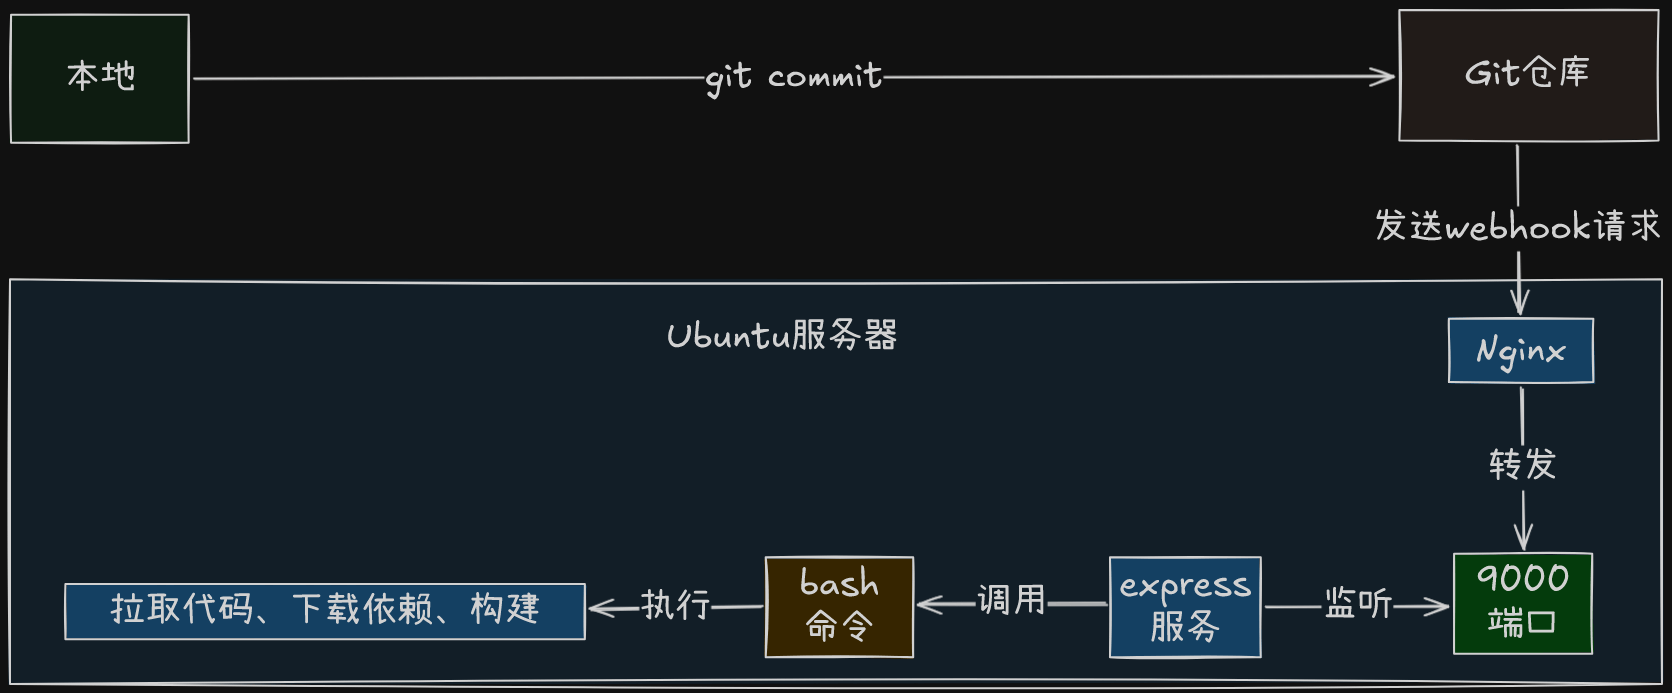 本地
git commit
Git仓库
发送webhook请求
Ubuntu服务器
Nginx
转发
9000
端口
监听
express
服务
调用
bash
命令
执行
拉取代码、下载依赖、构建